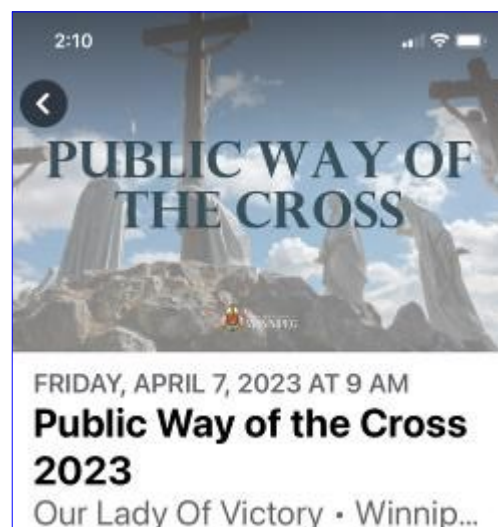 2:10
PUBLIC WAY OF
THE CROSS
WINNIPEG
FRIDAY, APRIL 7, 2023 AT 9 AM
Public Way of the Cross
2023
Our Lady Of Victory • Winnip...